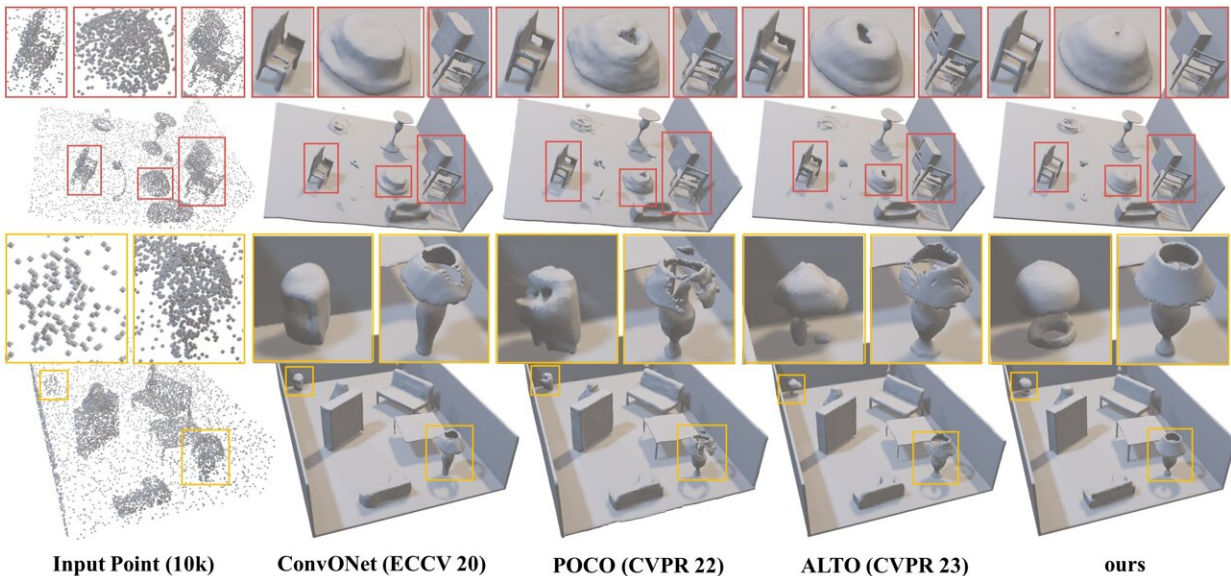 Input Point (10k) ConvONet (ECCV 20) POCO (CVPR 22) ALTO (CVPR 23) ours